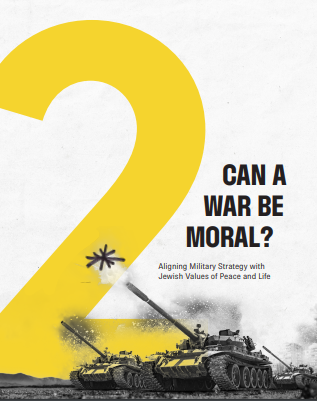 2
CAN A
WAR BE
MORAL?
Aligning Military Strategy with
Jewish Values of Peace and Life